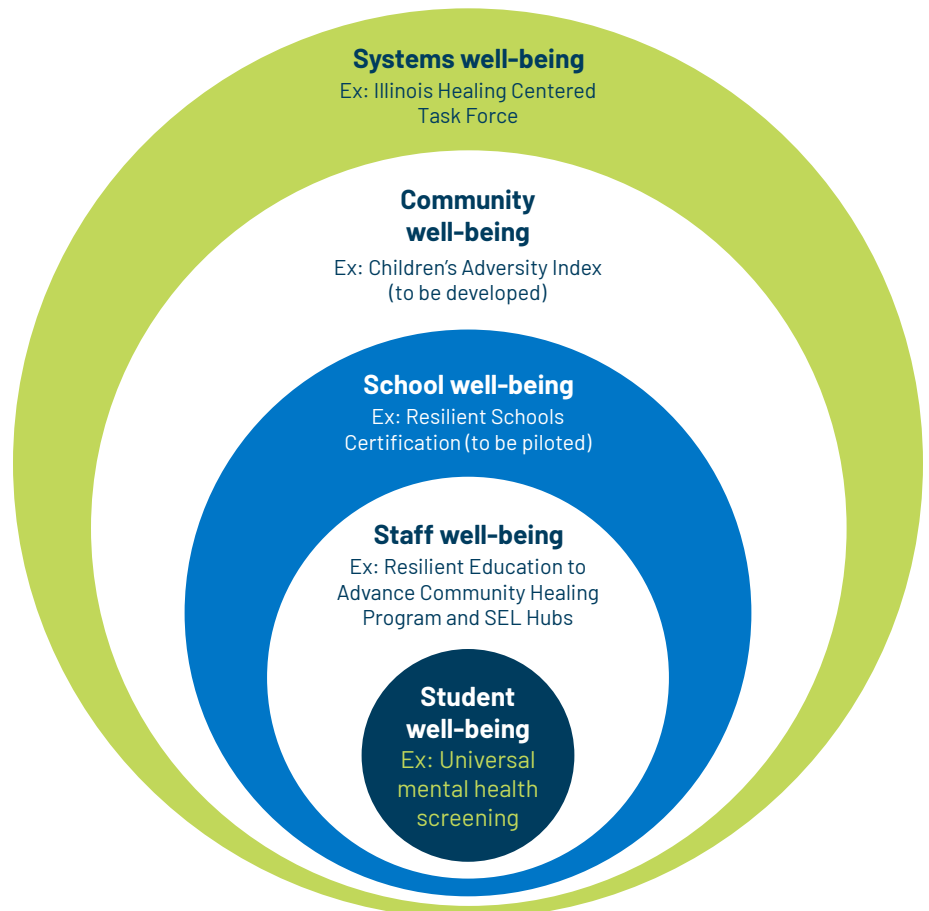 Systems well-being
Ex: Illinois Healing Centered
Task Force
Community
well-being
Ex: Children’s Adversity Index
(to be developed)
School well-being
Ex: Resilient Schools
Certification (to be piloted)
Staff well-being
Ex: Resilient Education to
Advance Community Healing
Program and SEL Hubs
Student
well-being
Ex: Universal
mental health
screening